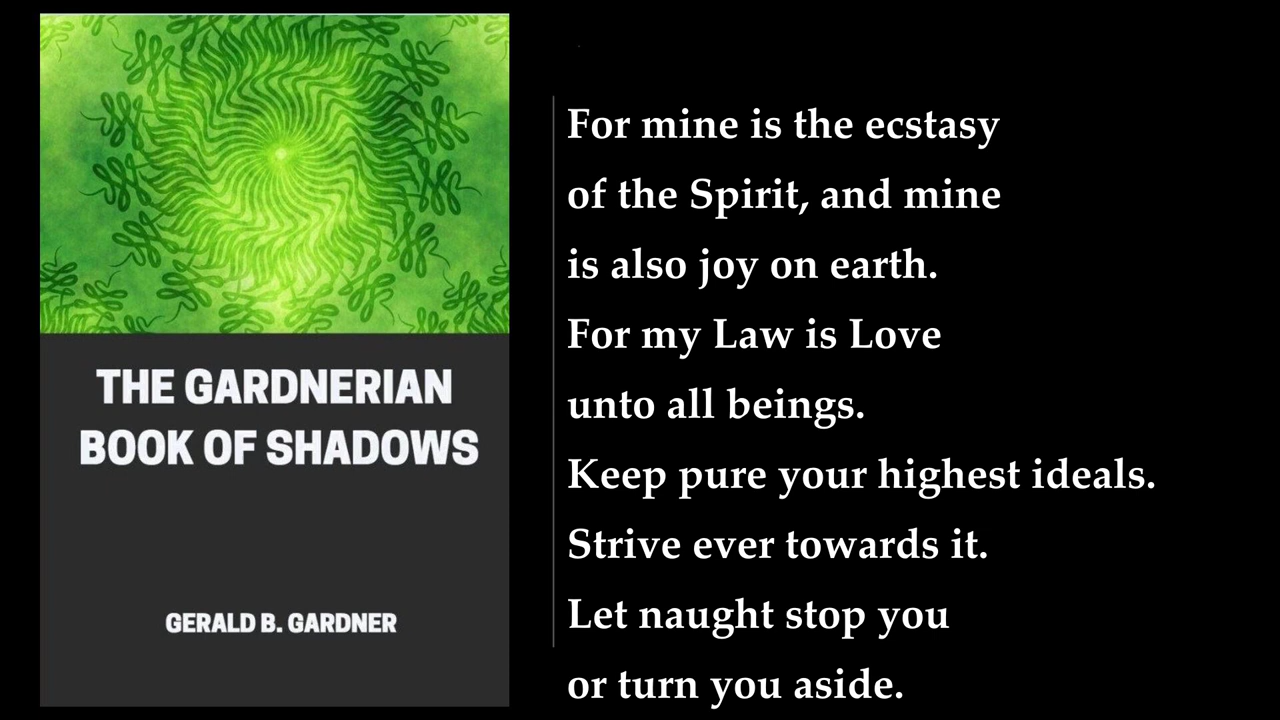 THE GARDNERIAN
BOOK OF SHADOWS
GERALD B. GARDNER
For mine is the ecstasy
of the Spirit, and mine
is also joy on earth.
For my Law is Love
unto all beings.
Keep pure your highest ideals.
Strive ever towards it.
Let naught stop you
or turn you aside.